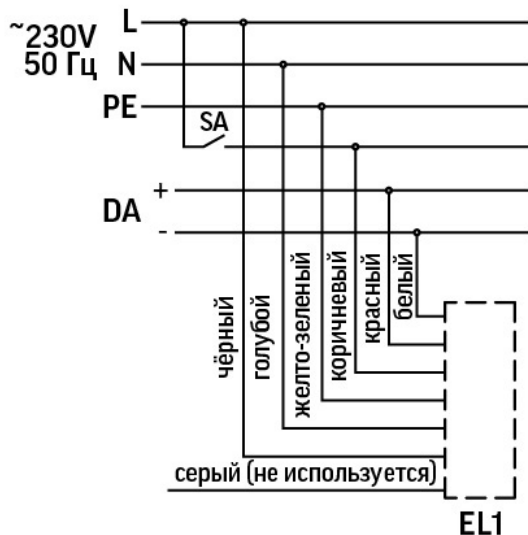 L
~230V
50 Гц
N
PE
SA
+
DA
-
чёрный
голубой
желто-зеленый
коричневый
красный
белый
серый (не используется)
EL1